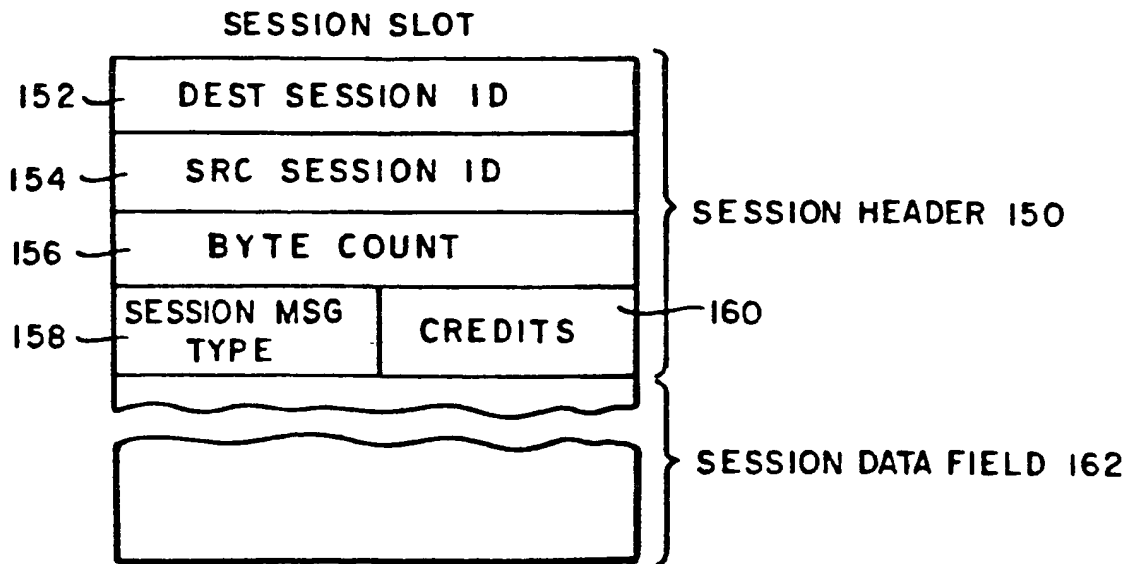 SESSION SLOT
152 DEST SESSION ID
154 SRC SESSION ID
SESSION HEADER 150
156 BYTE COUNT
158 SESSION MSG TYPE
CREDITS 160
SESSION DATA FIELD 162